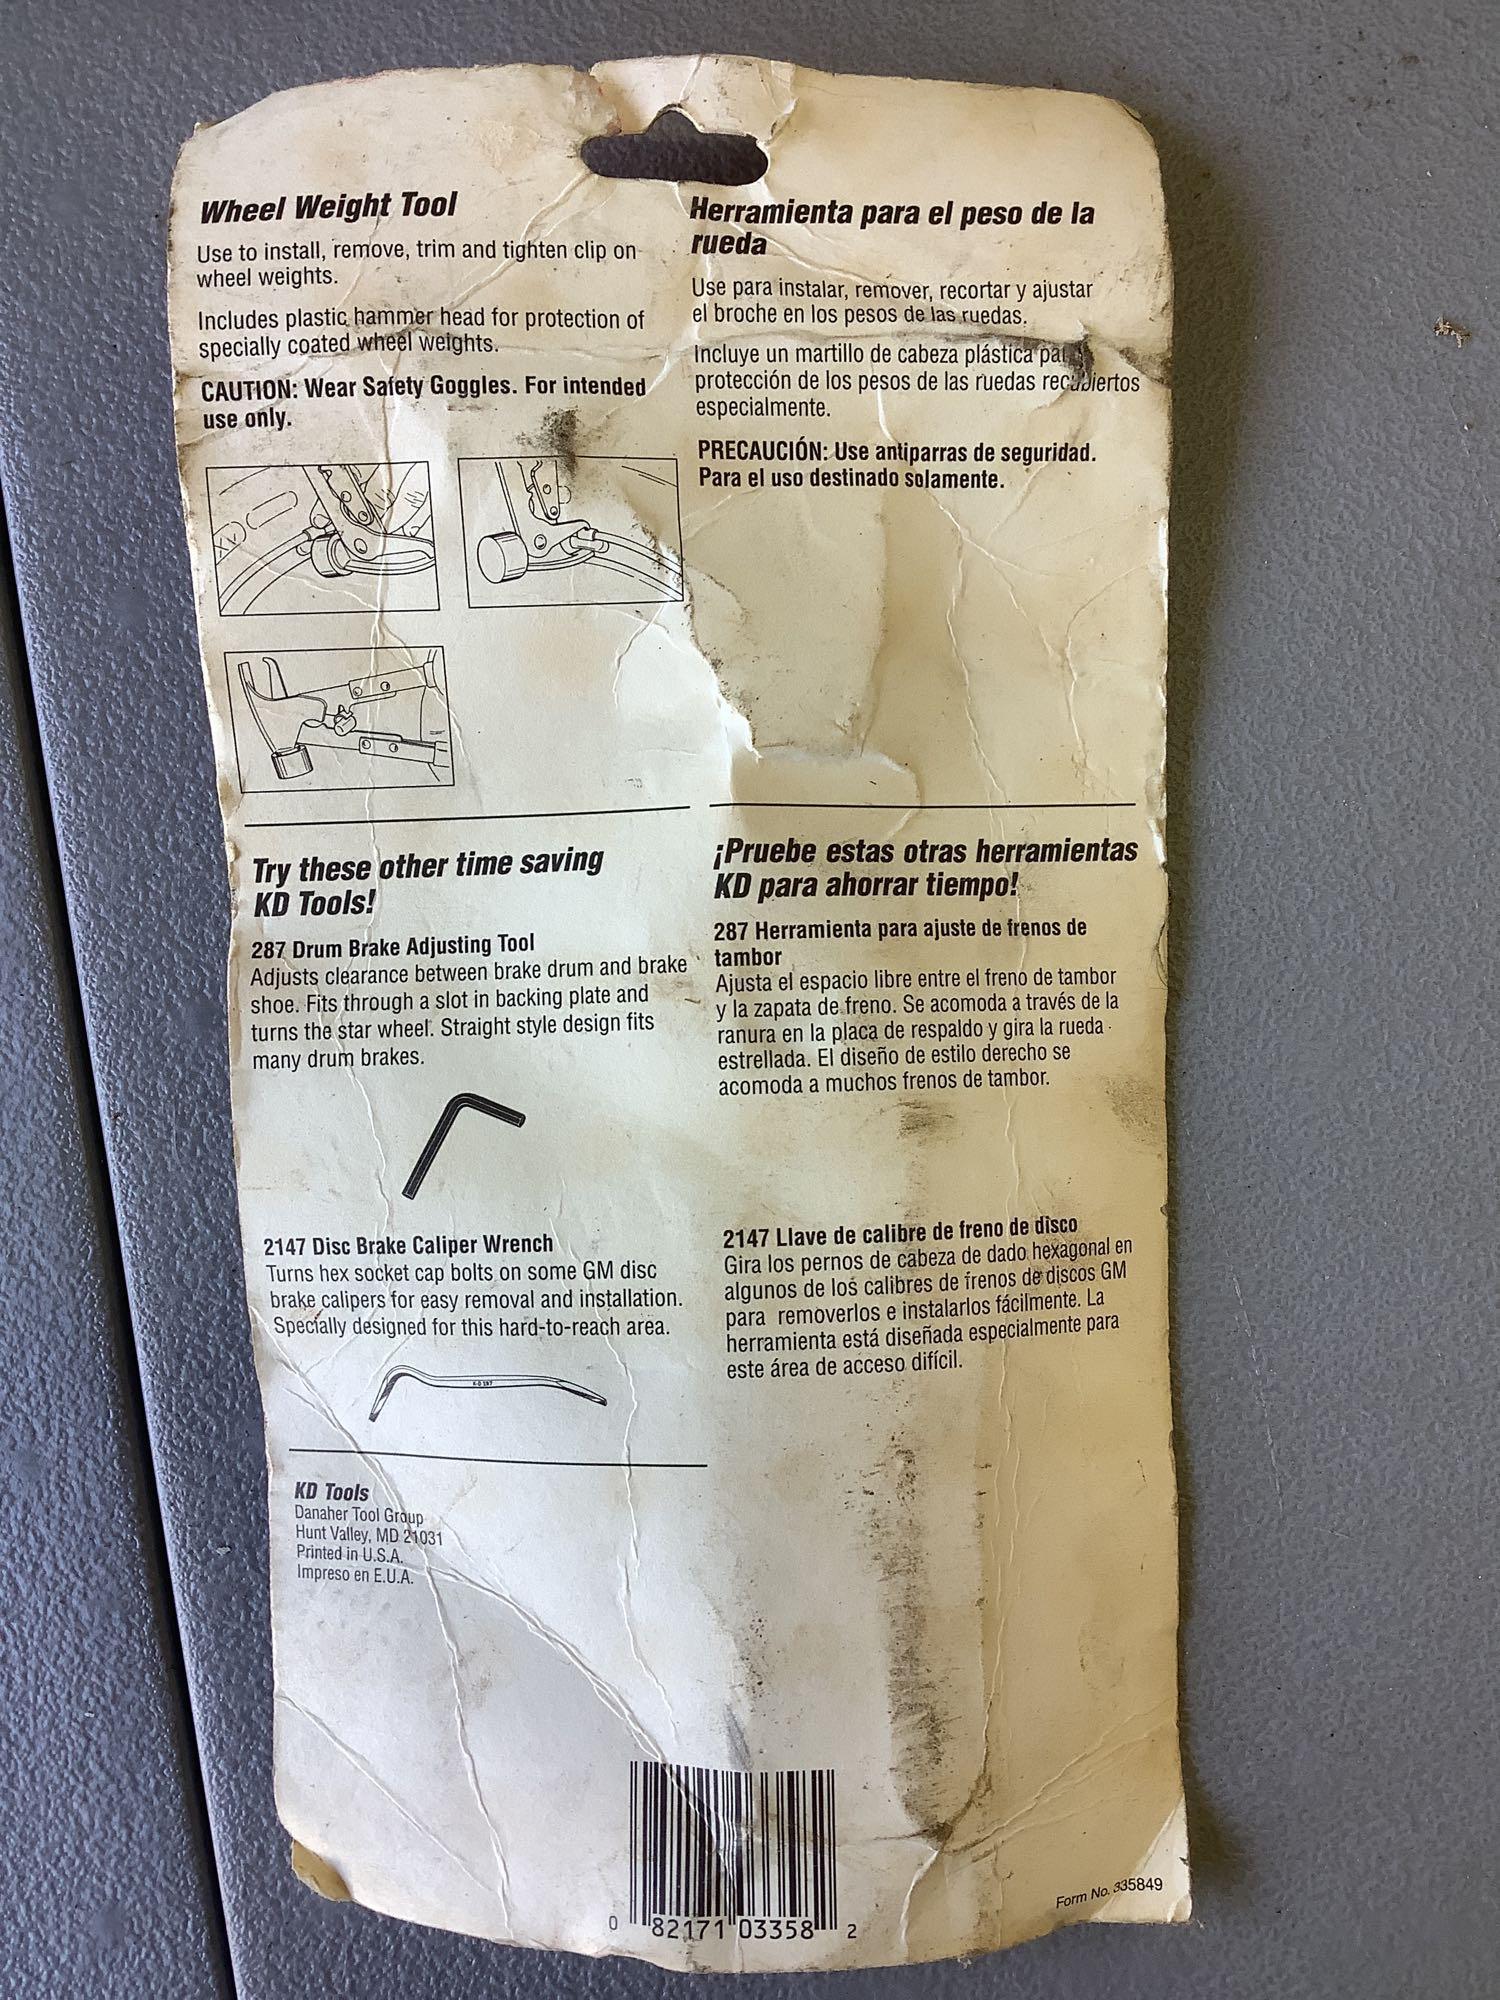 Wheel Weight Tool
Use to install, remove, trim and tighten clip on
wheel weights.
Includes plastic hammer head for protection of
specially coated wheel weights.
CAUTION: Wear Safety Goggles. For intended
use only.
Herramienta para el peso de la
rueda
Use para instalar, remover, recortar y ajustar
el broche en los pesos de las ruedas.
Incluye un martillo de cabeza plástica
protección de los pesos de las ruedas recubiertos
especialmente.
PRECAUCIÓN: Use antiparras de seguridad.
Para el uso destinado solamente.
Try these other time saving
KD Tools!
287 Drum Brake Adjusting Tool
Adjusts clearance between brake drum and brake
shoe. Fits through a slot in backing plate and
turns the star wheel. Straight style design fits
many drum brakes.
2147 Disc Brake Caliper Wrench
Turns hex socket cap bolts on some GM disc
brake calipers for easy removal and installation.
Specially designed for this hard-to-reach area.
¡Pruebe estas otras herramientas
KD para ahorrar tiempo!
287 Herramienta para ajuste de frenos de
tambor
Ajusta el espacio libre entre el freno de tambor
y la zapata de freno. Se acomoda a través de la
ranura en la placa de respaldo y gira la rueda
estrellada. El diseño de estilo derecho se
acomoda a muchos frenos de tambor.
2147 Llave de calibre de freno de disco
Gira los pernos de cabeza de dado hexagonal en
algunos de los calibres de frenos de discos GM
para removerlos e instalarlos fácilmente. La
herramienta está diseñada especialmente para
este área de acceso difícil.
KD Tools
Danaher Tool Group
Hunt Valley, MD 21031
Printed in U.S.A.
Impreso en E.U.A.
0 82171 03358 2
Form No. 335849